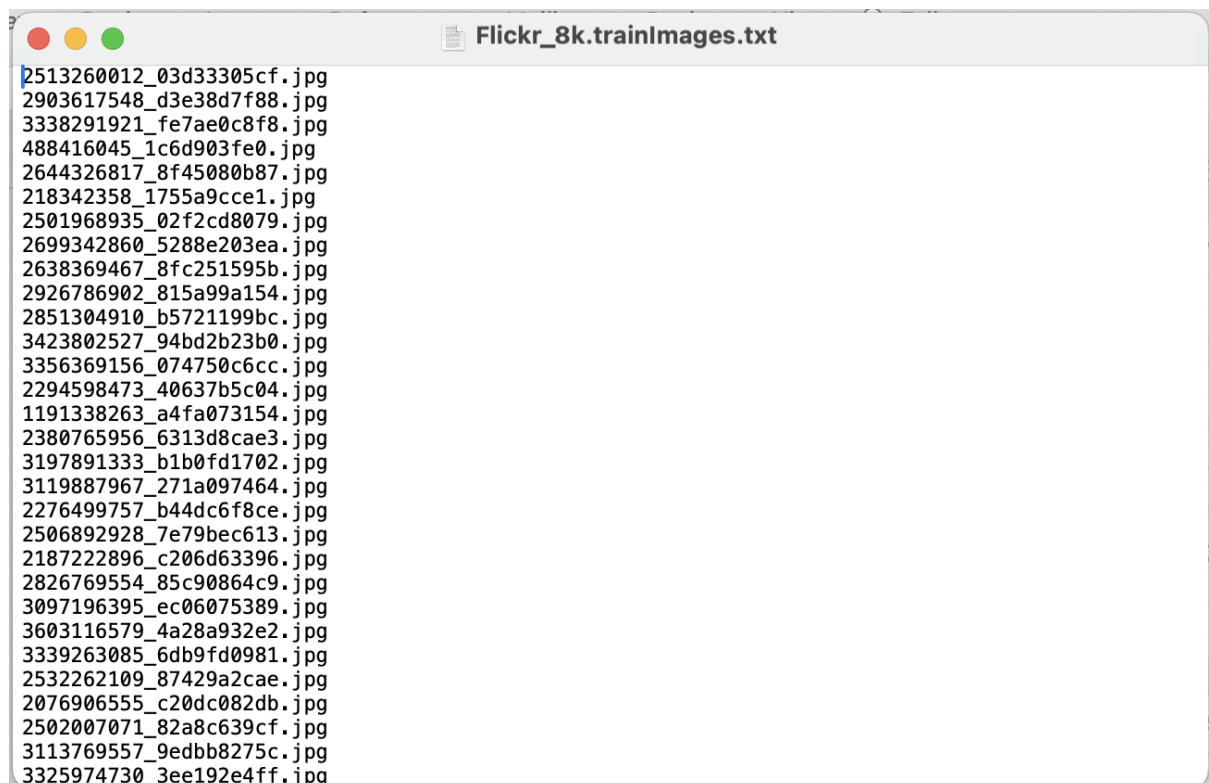 Flickr_8k.trainImages.txt
2513260012_03d33305cf.jpg
2903617548_d3e38d7f88.jpg
3338291921_fe7ae0c8f8.jpg
488416045_1c6d903fe0.jpg
2644326817_8f45080b87.jpg
218342358_1755a9cce1.jpg
2501968935_02f2cd8079.jpg
2699342860_5288e203ea.jpg
2638369467_8fc251595b.jpg
2926786902_815a99a154.jpg
2851304910_b5721199bc.jpg
3423802527_94bd2b23b0.jpg
3356369156_074750c6cc.jpg
2294598473_40637b5c04.jpg
1191338263_a4fa073154.jpg
2380765956_6313d8cae3.jpg
3197891333_b1b0fd1702.jpg
3119887967_271a097464.jpg
2276499757_b44dc6f8ce.jpg
2506892928_7e79bec613.jpg
2187222896_c206d63396.jpg
2826769554_85c90864c9.jpg
3097196395_ec06075389.jpg
3603116579_4a28a932e2.jpg
3339263085_6db9fd0981.jpg
2532262109_87429a2cae.jpg
2076906555_c20dc082db.jpg
2502007071_82a8c639cf.jpg
3113769557_9edbb8275c.jpg
3325974730_3ee192e4ff.jpg